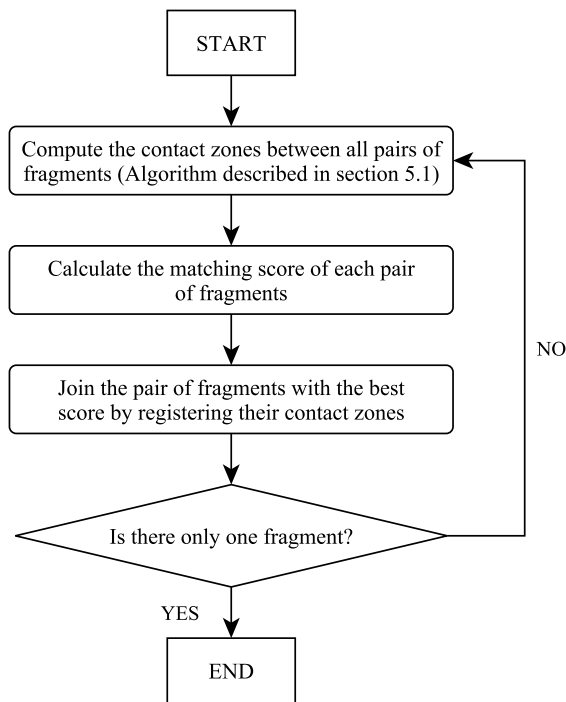 START
Compute the contact zones between all pairs of
fragments (Algorithm described in section 5.1)
Calculate the matching score of each pair
of fragments
NO
Join the pair of fragments with the best
score by registering their contact zones
Is there only one fragment?
YES
END